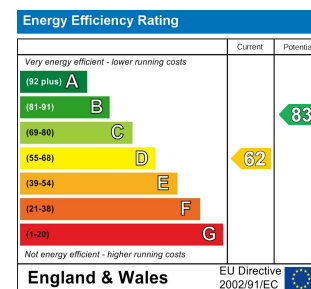 Energy Efficiency Rating
Current Potentia
Very energy efficient - lower running costs
(92 plus) A
(81-91) B
(69-80) C
(55-68) D
(39-54) E
(21-38) F
(1-20) G
62
83
Not energy efficient - higher running costs
England & Wales
EU Directive
2002/91/EC